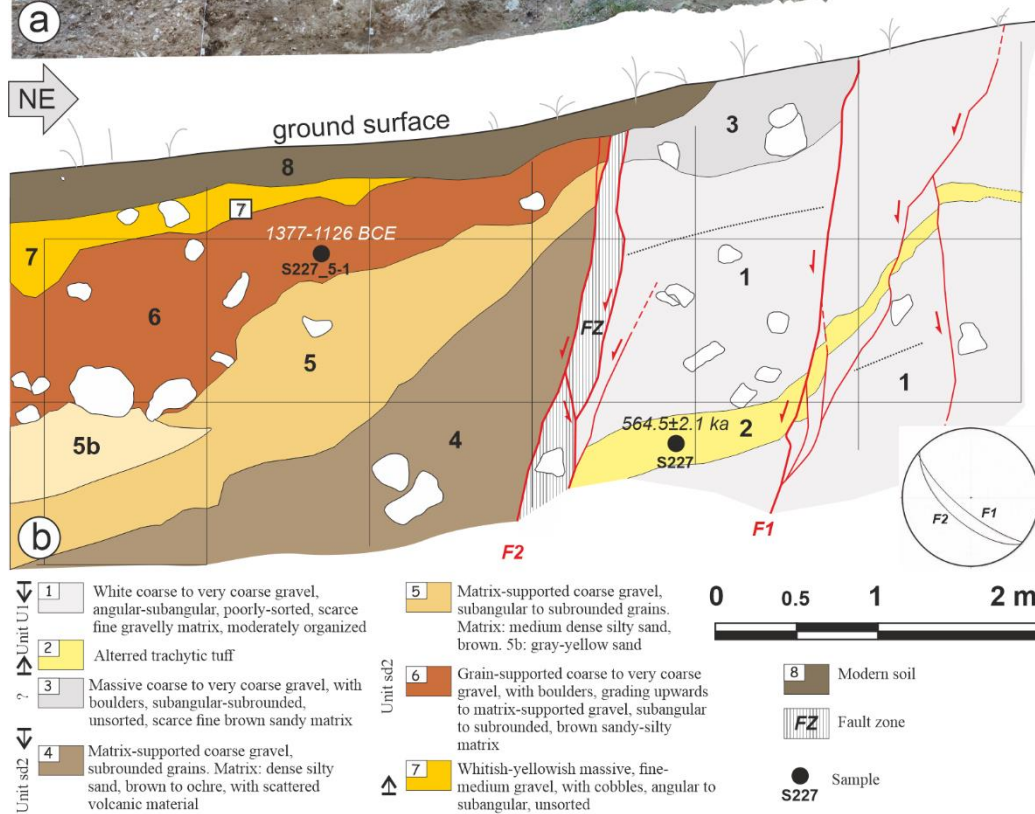 a
NE
ground surface
3
8
7
7
1377-1126 BCE
S227_5-1
1
6
FZ
5
1
564.5±2.1 ka
2
5b
4
S227
F1
F2
b
F2
F1
1
White coarse to very coarse gravel,
angular-subangular, poorly-sorted, scarce
fine gravelly matrix, moderately organized
Unit U1
2
Alterred trachytic tuff
?
3
Massive coarse to very coarse gravel, with
boulders, subangular-subrounded,
unsorted, scarce fine brown sandy matrix
Unit sd2
4
Matrix-supported coarse gravel,
subrounded grains. Matrix: dense silty
sand, brown to ochre, with scattered
volcanic material
5
Matrix-supported coarse gravel,
subangular to subrounded grains.
Matrix: medium dense silty sand,
brown. 5b: gray-yellow sand
Unit sd2
6
Grain-supported coarse to very coarse
gravel, with boulders, grading upwards
to matrix-supported gravel, subangular
to subrounded, brown sandy-silty
matrix
7
Whitish-yellowish massive, fine-
medium gravel, with cobbles, angular to
subangular, unsorted
0 0.5 1 2 m
8
Modern soil
FZ
Fault zone
Sample
S227